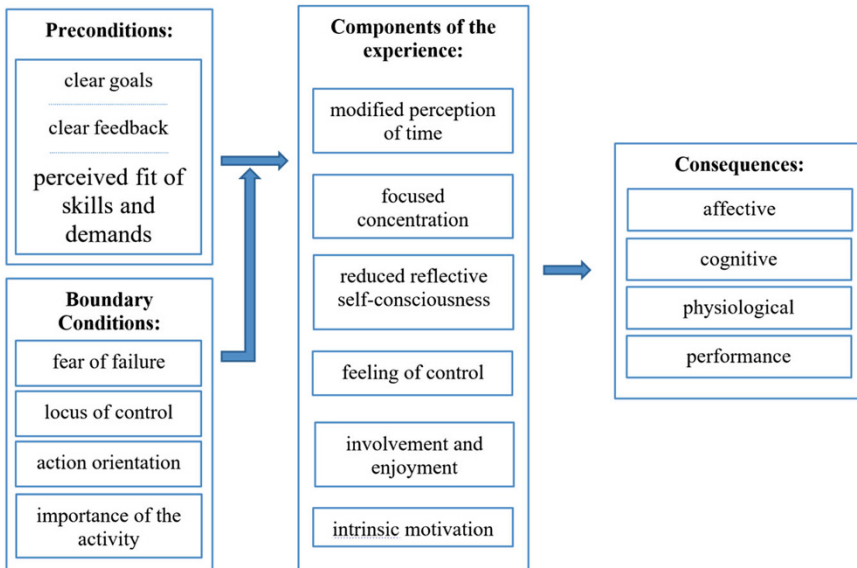 Preconditions:
clear goals
clear feedback
perceived fit of
skills and
demands
Boundary
Conditions:
fear of failure
locus of control
action orientation
importance of the
activity
Components of the
experience:
modified perception
of time
focused
concentration
reduced reflective
self-consciousness
feeling of control
involvement and
enjoyment
intrinsic motivation
Consequences:
affective
cognitive
physiological
performance